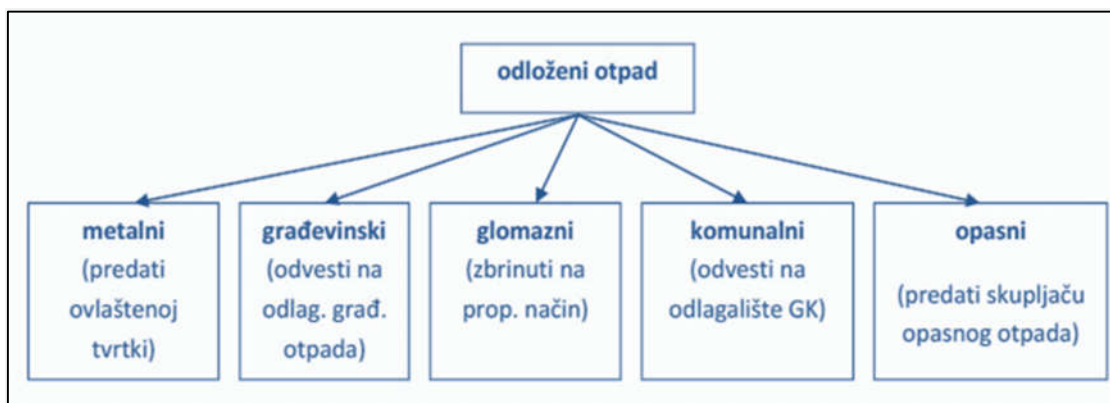 odloženi otpad
metalni
(predati
ovlaštenoj
tvrtki)
građevinski
(odvesti na
odlag. građ.
otpada)
glomazni
(zbrinuti na
prop. način)
komunalni
(odvesti na
odlagalište GK)
opasni
(predati skupljaču
opasnog otpada)